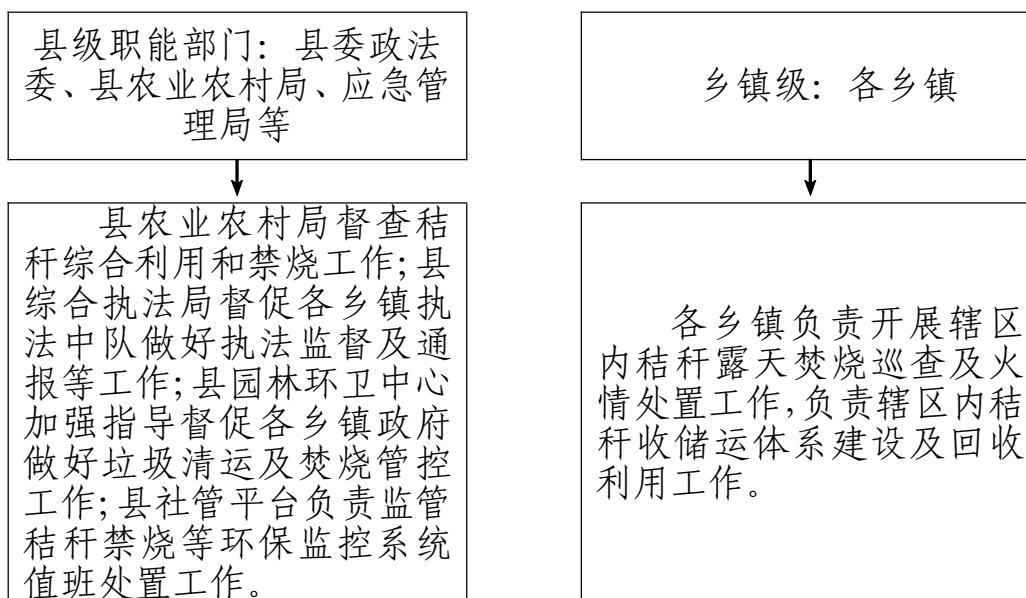 县级职能部门：县委政法
委、县农业农村局、应急管
理局等
乡镇级：各乡镇
县农业农村局督查秸
秆综合利用和禁烧工作；县
综合执法局督促各乡镇执
法中队做好执法监督及通
报等工作；县园林环卫中心
加强指导督促各乡镇政府
做好垃圾清运及焚烧管控
工作；县社管平台负责监管
秸秆禁烧等环保监控系统
值班处置工作。
各乡镇负责开展辖区
内秸秆露天焚烧巡查及火
情处置工作，负责辖区内秸
秆收储运体系建设及回收
利用工作。